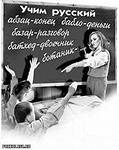 Учим русский
абзац-конец бабло-деньги
базар-разговор
батхед-двоечник
ботаник-